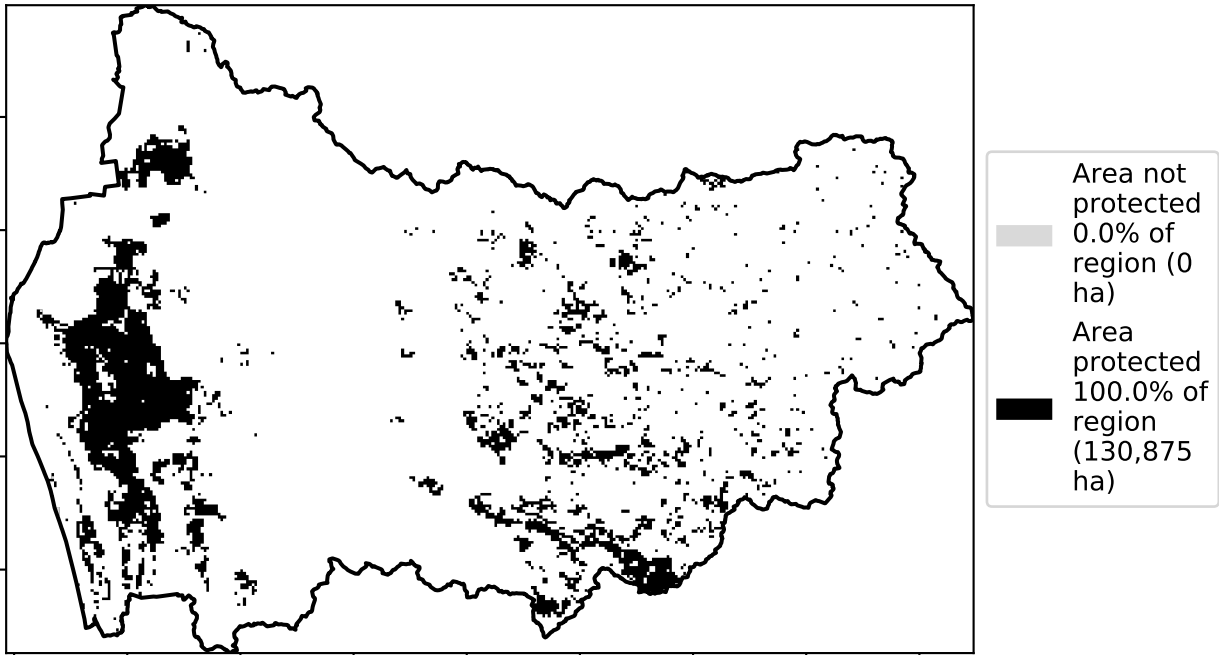 Area not
protected
0.0% of
region (0
ha)
Area
protected
100.0% of
region
(130,875
ha)